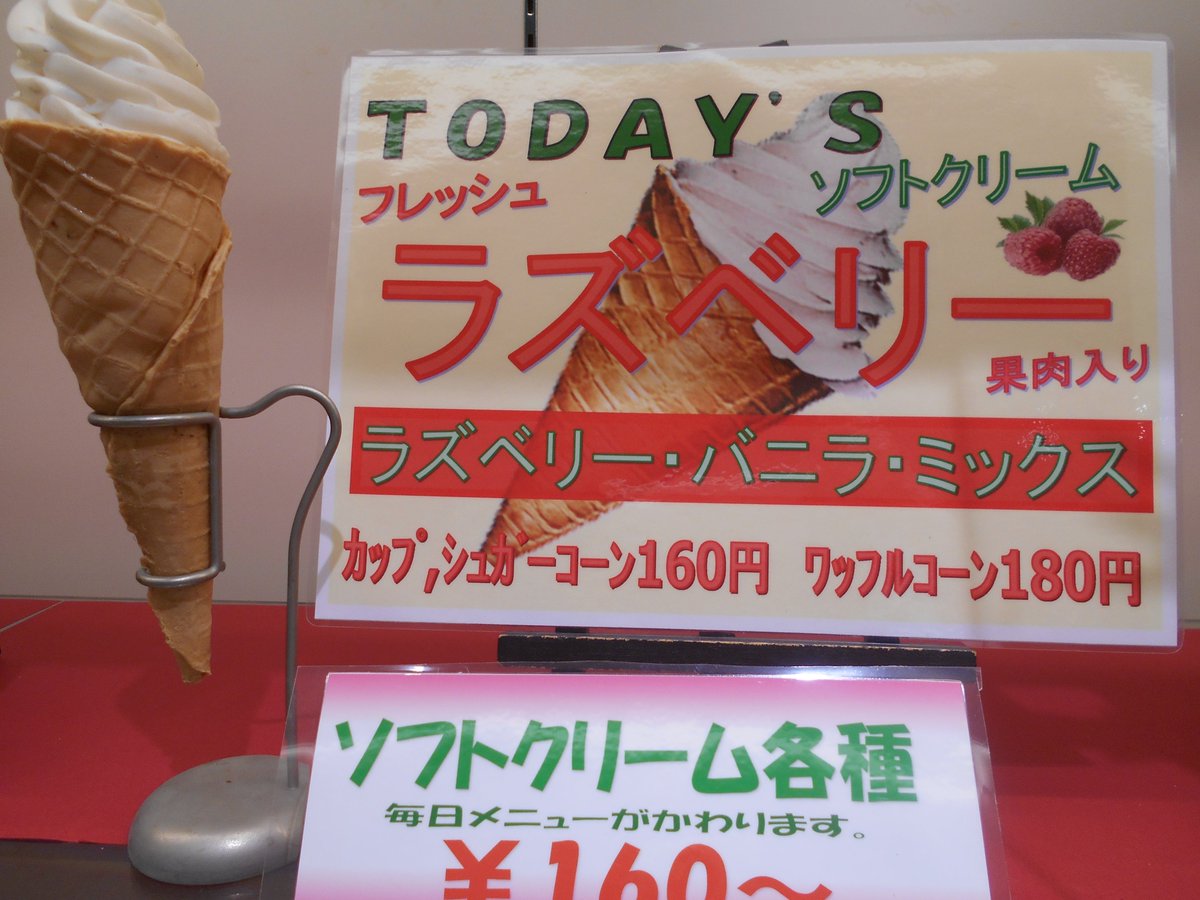 TODAY'S
フレッシュ
ソフトクリーム
ラズベリー
果肉入り
ラズベリー・バニラ・ミックス
カップ,シュガーコーン160円 ワッフルコーン180円
ソフトクリーム各種
毎日メニューがかわります。
¥160~